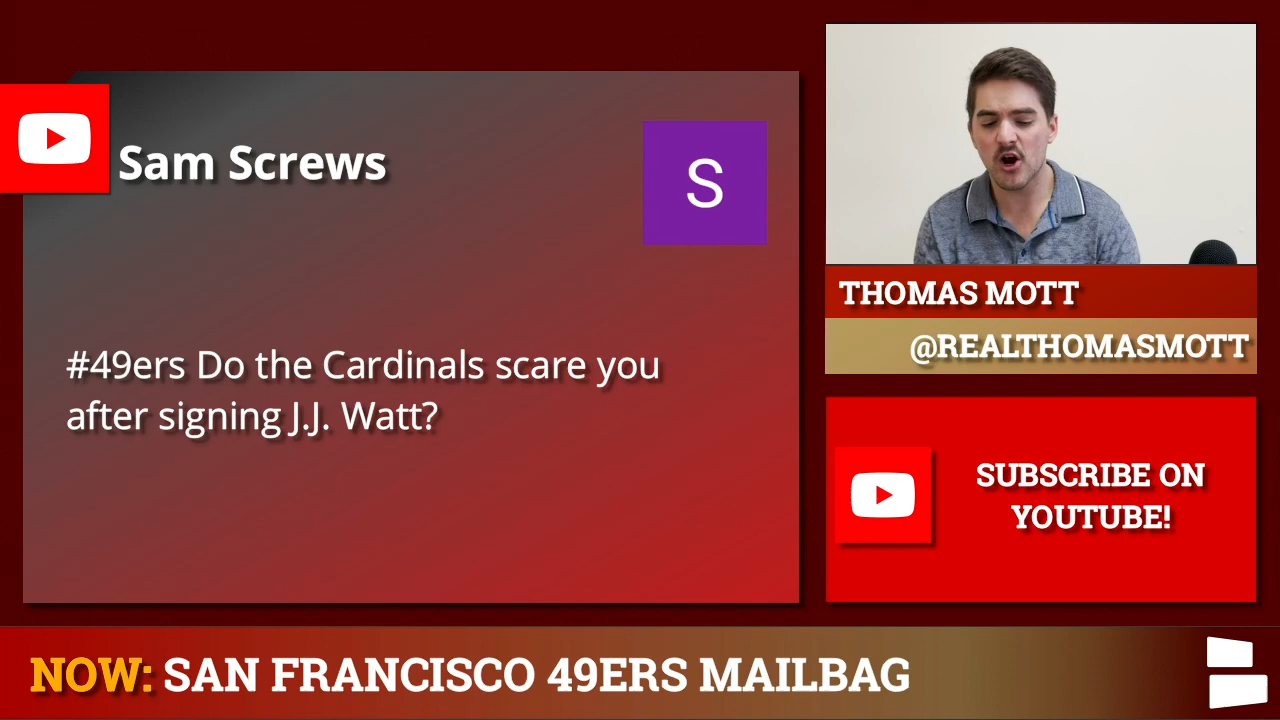 Sam Screws
S
#49ers Do the Cardinals scare you
after signing J.J. Watt?
THOMAS MOTT
@REALTHOMASMOTT
SUBSCRIBE ON
YOUTUBE!
NOW: SAN FRANCISCO 49ERS MAILBAG